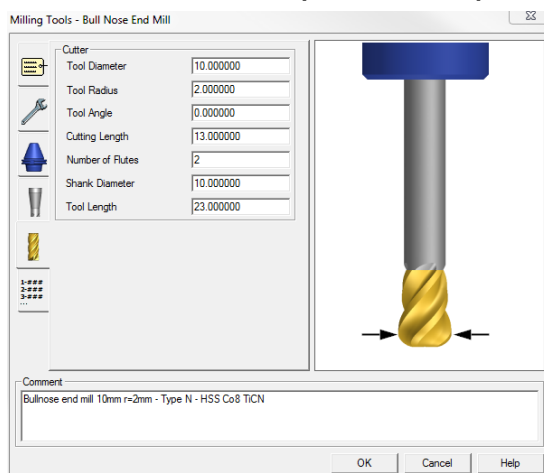 Milling Tools - Bull Nose End Mill
Cutter
Tool Diameter 10.000000
Tool Radius 2.000000
Tool Angle 0.000000
Cutting Length 13.000000
Number of Flutes 2
Shank Diameter 10.000000
Tool Length 23.000000
1-###
2-###
3-###
...
Comment
Bullnose end mill 10mm r=2mm - Type N - HSS Co8 TiCN
OK Cancel Help